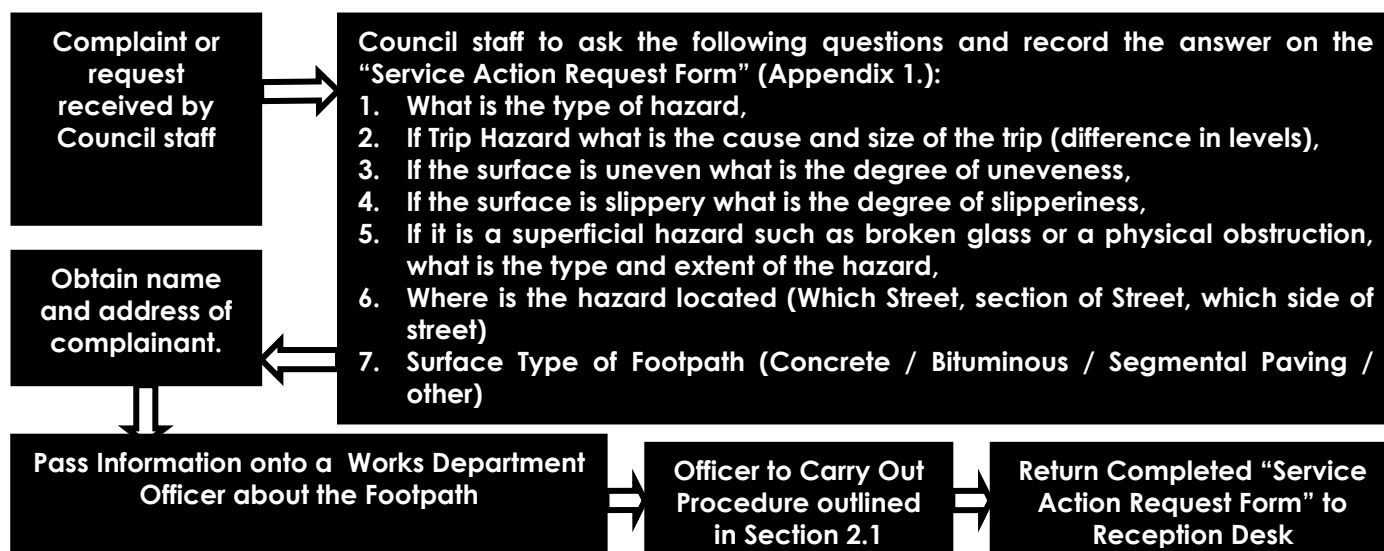 Complaint or
request
received by
Council staff
Council staff to ask the following questions and record the answer on the
“Service Action Request Form” (Appendix 1.):
1. What is the type of hazard,
2. If Trip Hazard what is the cause and size of the trip (difference in levels),
3. If the surface is uneven what is the degree of uneveness,
4. If the surface is slippery what is the degree of slipperiness,
5. If it is a superficial hazard such as broken glass or a physical obstruction,
what is the type and extent of the hazard,
6. Where is the hazard located (Which Street, section of Street, which side of
street)
7. Surface Type of Footpath (Concrete / Bituminous / Segmental Paving /
other)
Obtain name
and address of
complainant.
Pass Information onto a Works Department
Officer about the Footpath
Officer to Carry Out
Procedure outlined
in Section 2.1
Return Completed “Service
Action Request Form” to
Reception Desk